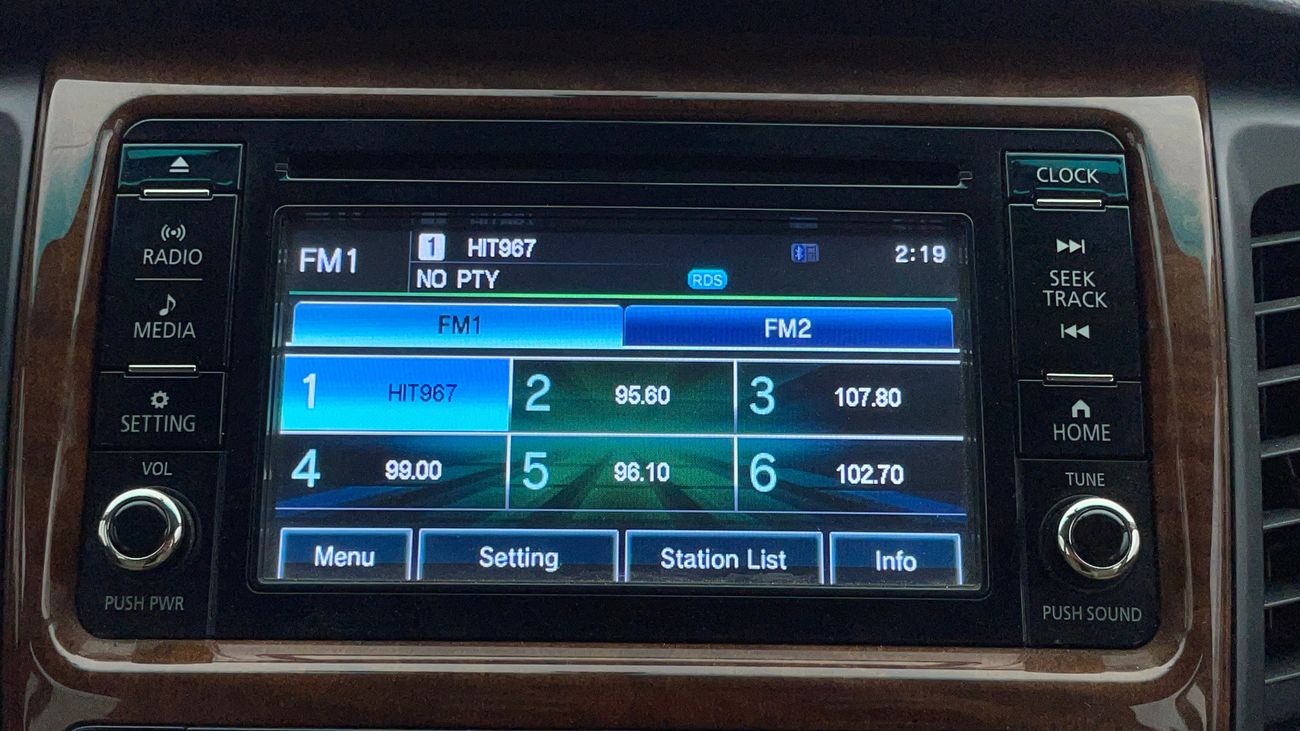 RADIO
MEDIA
SETTING
VOL
PUSH PWR
FM1
1 HIT967
2:19
NO PTY
RDS
FM1
FM2
1 HIT967
2 95.60
3 107.80
4 99.00
5 96.10
6 102.70
Menu
Setting
Station List
Info
CLOCK
SEEK
TRACK
HOME
TUNE
PUSH SOUND